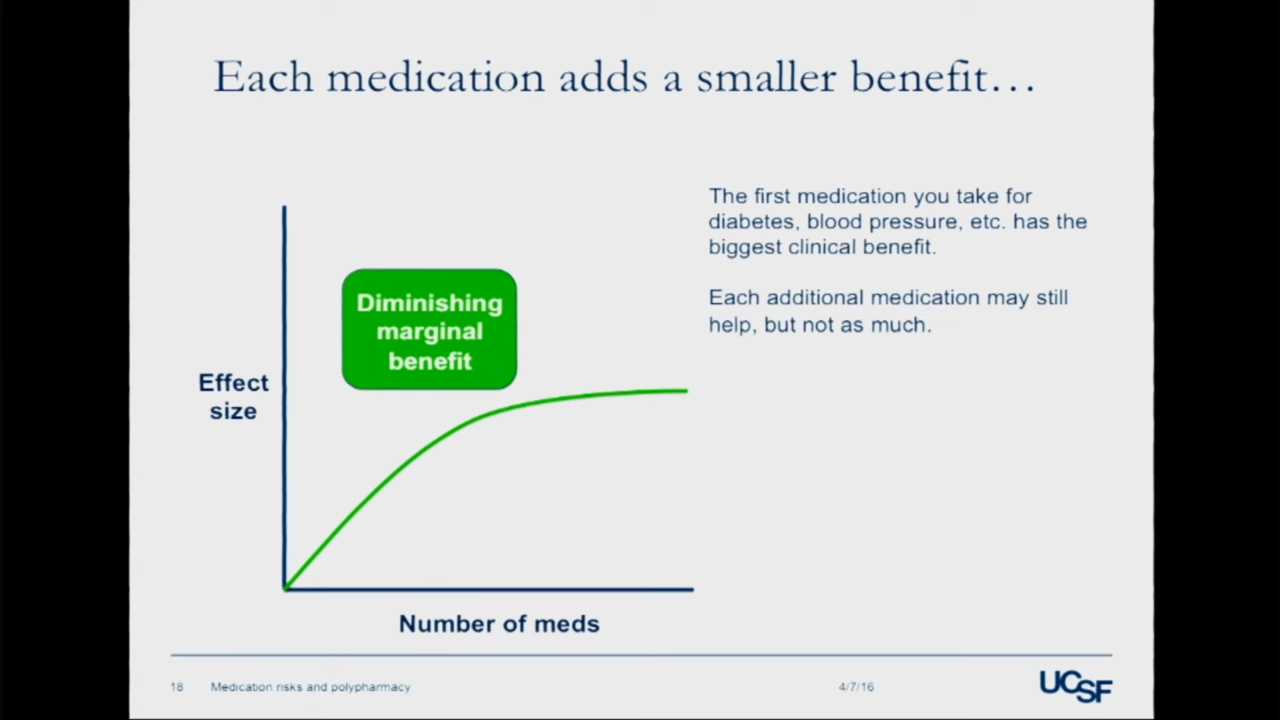 Each medication adds a smaller benefit…
The first medication you take for
diabetes, blood pressure, etc. has the
biggest clinical benefit.
Each additional medication may still
help, but not as much.
Diminishing
marginal
benefit
Effect
size
Number of meds
18 Medication risks and polypharmacy 4/7/16 UCSF